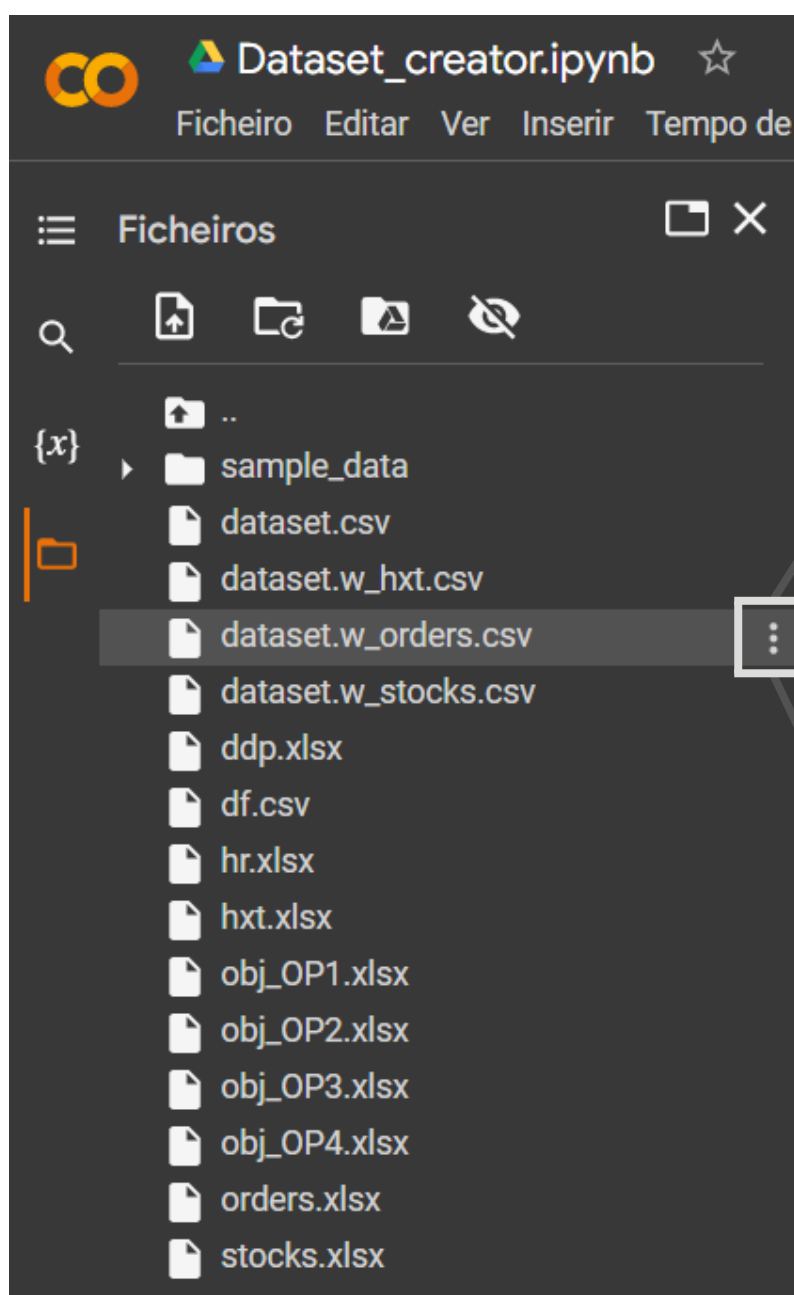 Dataset_creator.ipynb
Ficheiro Editar Ver Inserir Tempo de
Ficheiros
{x}
..
sample_data
dataset.csv
dataset.w_hxt.csv
dataset.w_orders.csv
dataset.w_stocks.csv
ddp.xlsx
df.csv
hr.xlsx
hxt.xlsx
obj_OP1.xlsx
obj_OP2.xlsx
obj_OP3.xlsx
obj_OP4.xlsx
orders.xlsx
stocks.xlsx